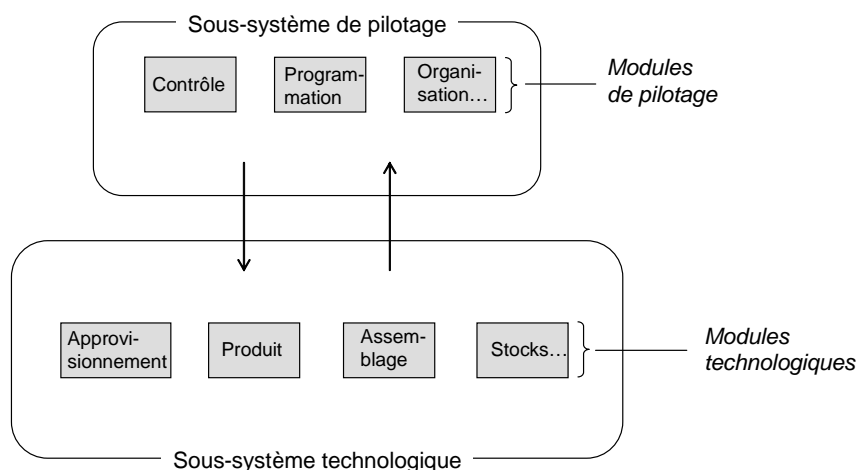 Sous-système de pilotage
Contrôle
Program-
mation
Organi-
sation…
Modules
de pilotage
Approvi-
sionnement
Produit
Assem-
blage
Stocks…
Modules
technologiques
Sous-système technologique